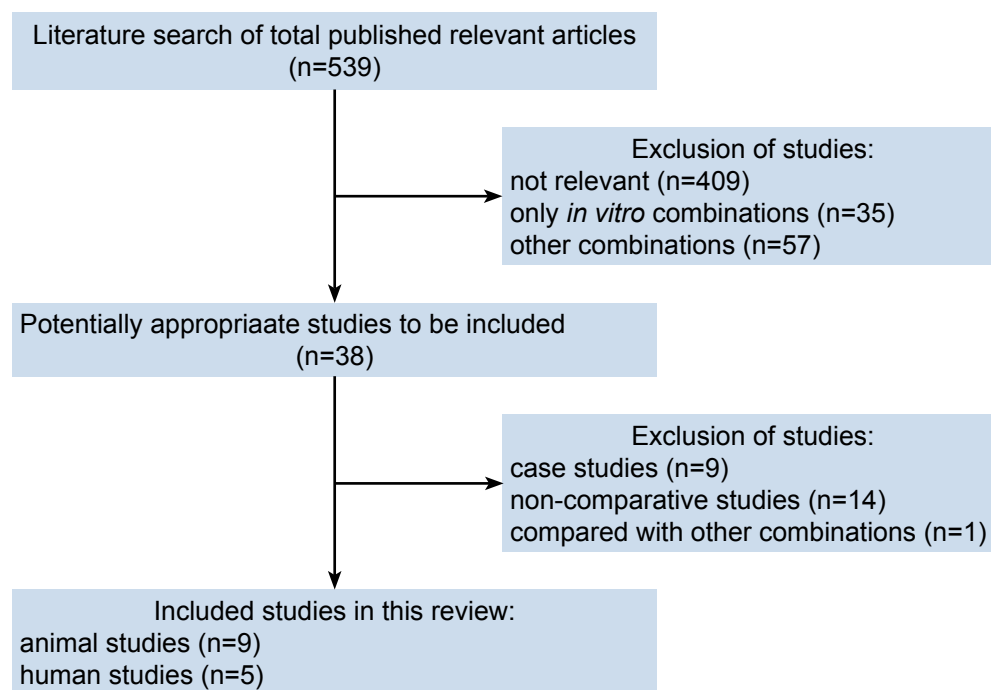 Literature search of total published relevant articles
(n=539)
Exclusion of studies:
not relevant (n=409)
only in vitro combinations (n=35)
other combinations (n=57)
Potentially appropriaate studies to be included
(n=38)
Exclusion of studies:
case studies (n=9)
non-comparative studies (n=14)
compared with other combinations (n=1)
Included studies in this review:
animal studies (n=9)
human studies (n=5)